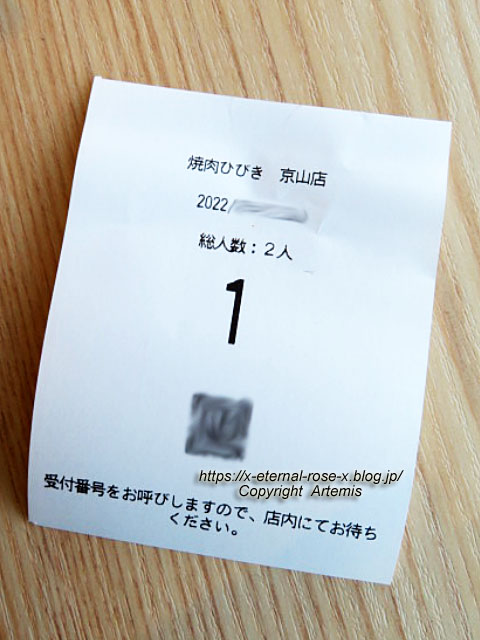 焼肉ひびき 京山店
2022
総人数：２人
1
https://x-eternal-rose-x.blog.jp/
Copyright Artemis
受付番号をお呼びしますので、店内にてお待ち
ください。